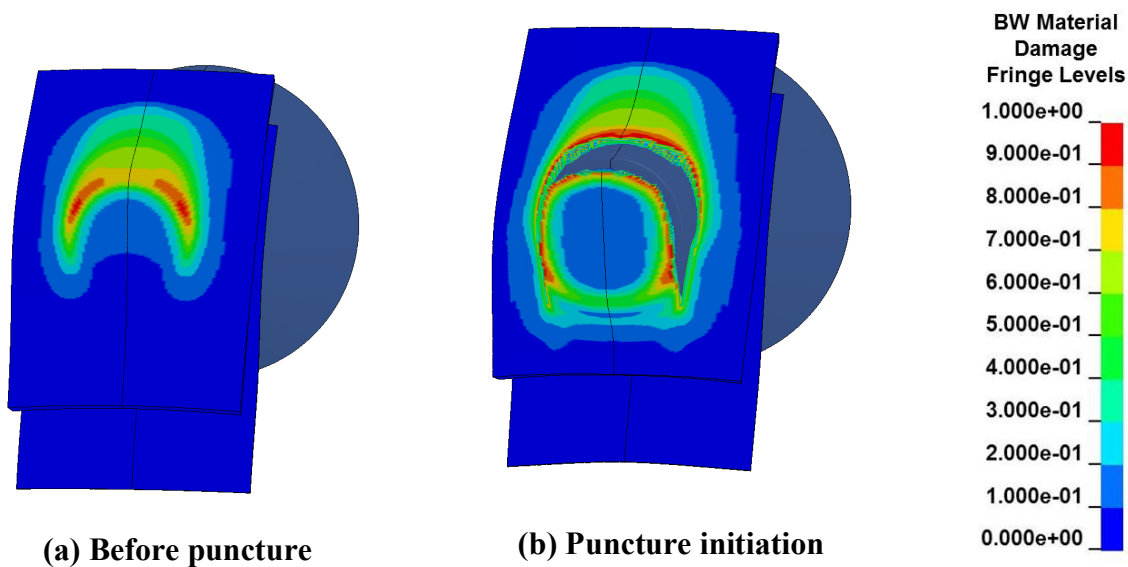 BW Material
Damage
Fringe Levels
1.000e+00
9.000e-01
8.000e-01
7.000e-01
6.000e-01
5.000e-01
4.000e-01
3.000e-01
2.000e-01
1.000e-01
0.000e+00
(a) Before puncture
(b) Puncture initiation